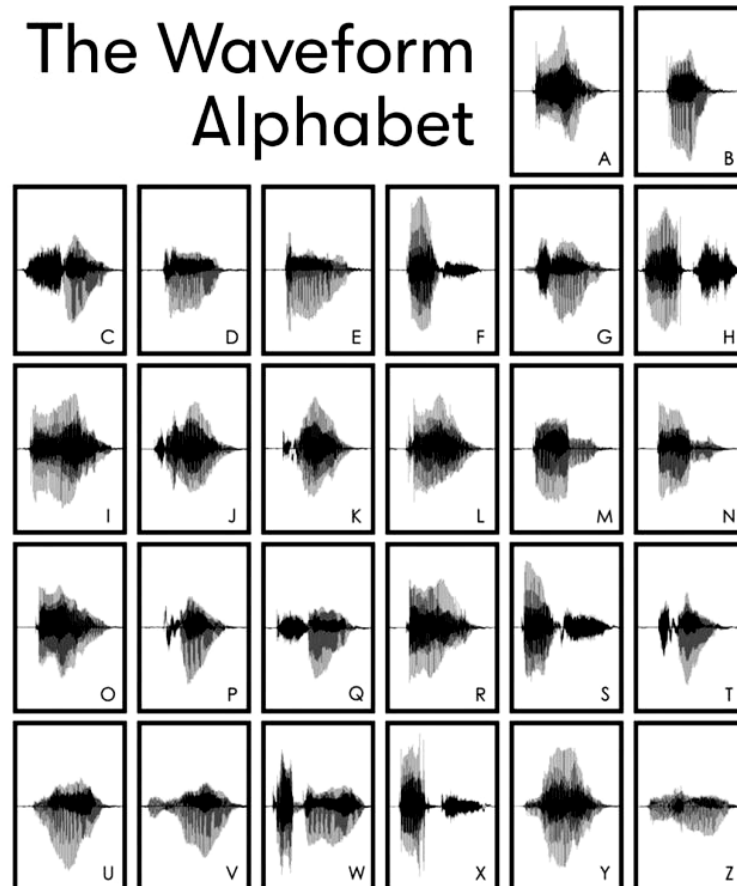 The Waveform
Alphabet
A B
C D E F G H
I J K L M N
O P Q R S T
U V W X Y Z